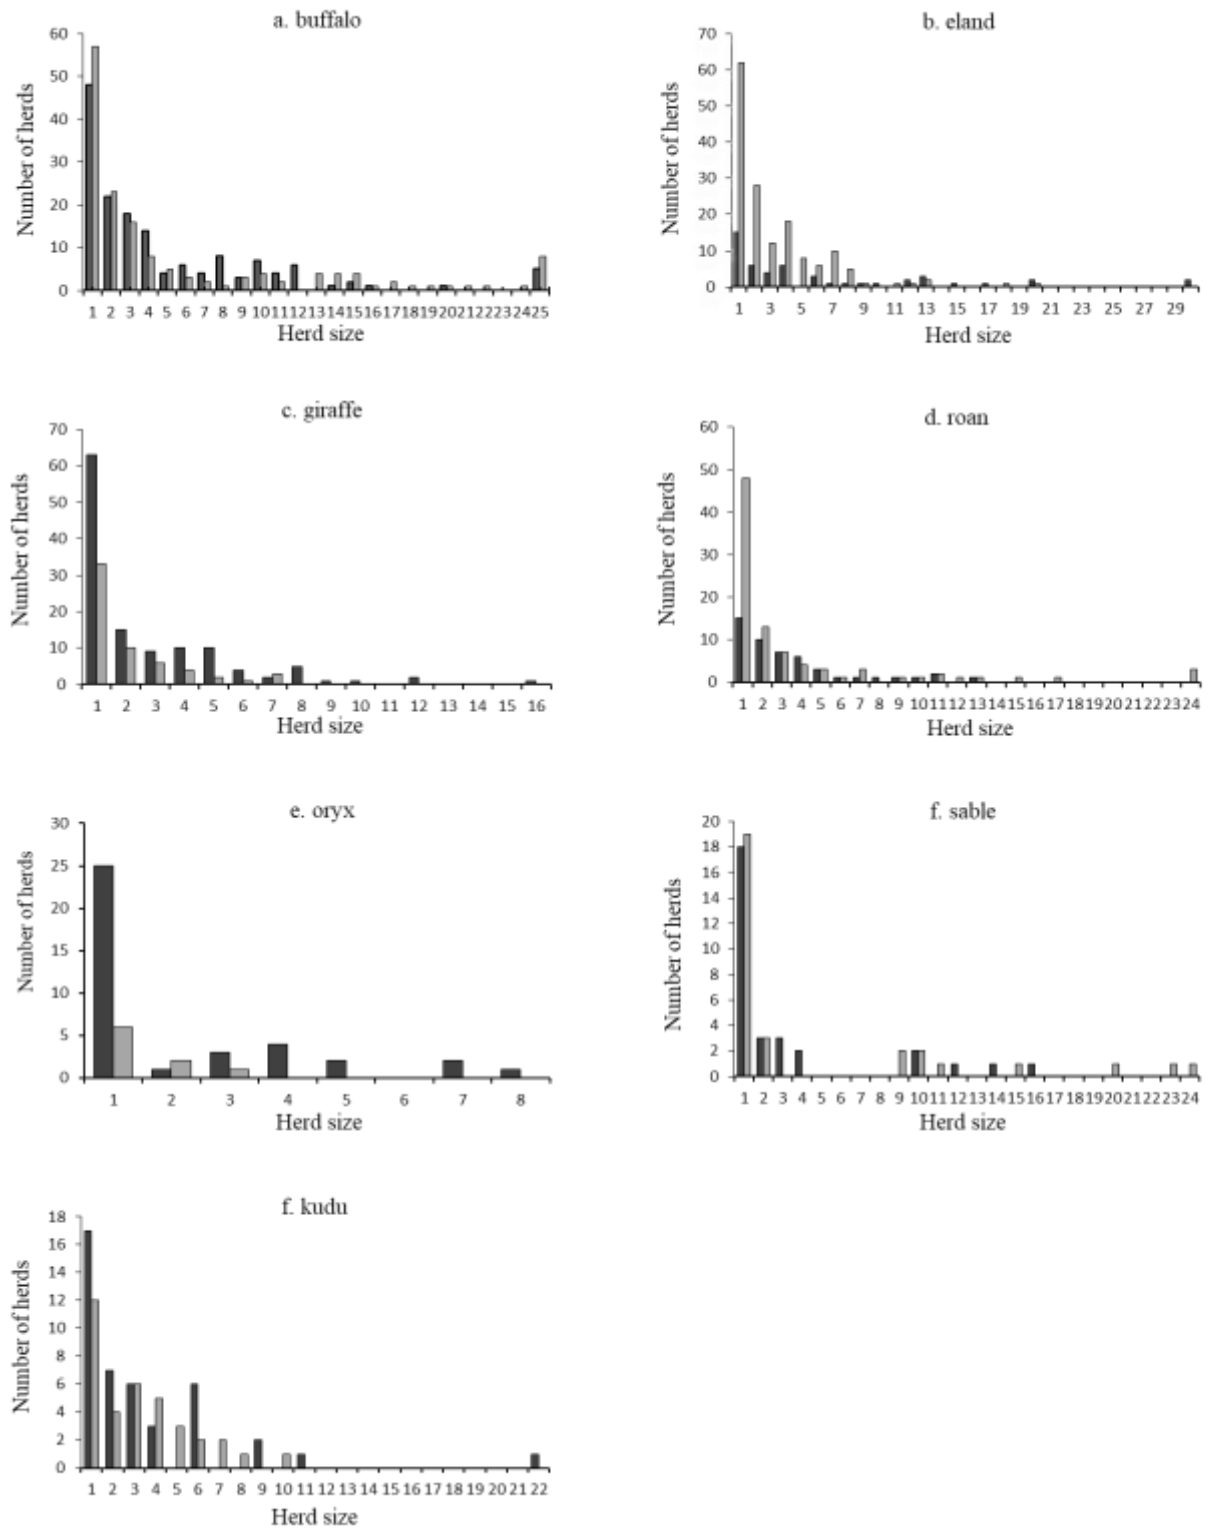 a. buffalo
60
50
40
30
20
10
0
Number of herds
1 2 3 4 5 6 7 8 9 10 11 12 13 14 15 16 17 18 19 20 21 22 23 24 25
Herd size
b. eland
70
60
50
40
30
20
10
0
Number of herds
1 3 5 7 9 11 13 15 17 19 21 23 25 27 29
Herd size
c. giraffe
70
60
50
40
30
20
10
0
Number of herds
1 2 3 4 5 6 7 8 9 10 11 12 13 14 15 16
Herd size
d. roan
60
50
40
30
20
10
0
Number of herds
1 2 3 4 5 6 7 8 9 10 11 12 13 14 15 16 17 18 19 20 21 22 23 24
Herd size
e. oryx
30
25
20
15
10
5
0
Number of herds
1 2 3 4 5 6 7 8
Herd size
f. sable
20
18
16
14
12
10
8
6
4
2
0
Number of herds
1 2 3 4 5 6 7 8 9 10 11 12 13 14 15 16 17 18 19 20 21 22 23 24
Herd size
f. kudu
18
16
14
12
10
8
6
4
2
0
Number of herds
1 2 3 4 5 6 7 8 9 10 11 12 13 14 15 16 17 18 19 20 21 22
Herd size